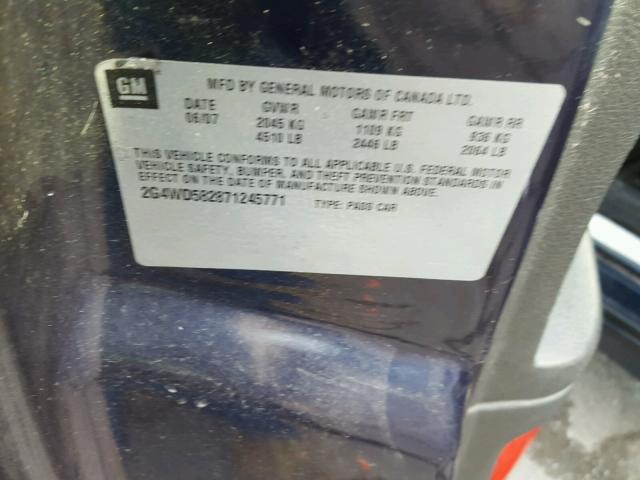 GM
MFD BY GENERAL MOTORS OF CANADA LTD.
DATE GVWR GAWR FRT GAWR RR
06/07 2045 KG 1109 KG 936 KG
4510 LB 2446 LB 2064 LB
THIS VEHICLE CONFORMS TO ALL APPLICABLE U.S. FEDERAL MOTOR
VEHICLE SAFETY, BUMPER, AND THEFT PREVENTION STANDARDS
IN EFFECT ON THE DATE OF MANUFACTURE SHOWN ABOVE.
2G4WD582871245771 TYPE: PASS CAR